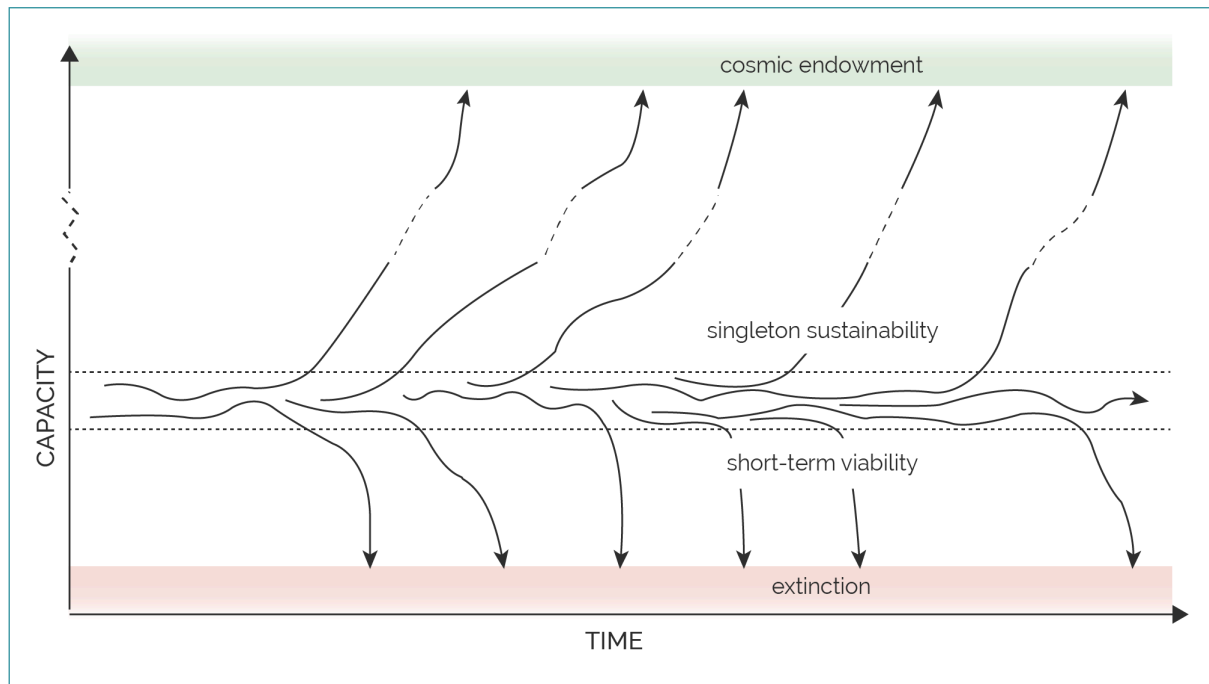 cosmic endowment
singleton sustainability
CAPACITY
short-term viability
extinction
TIME